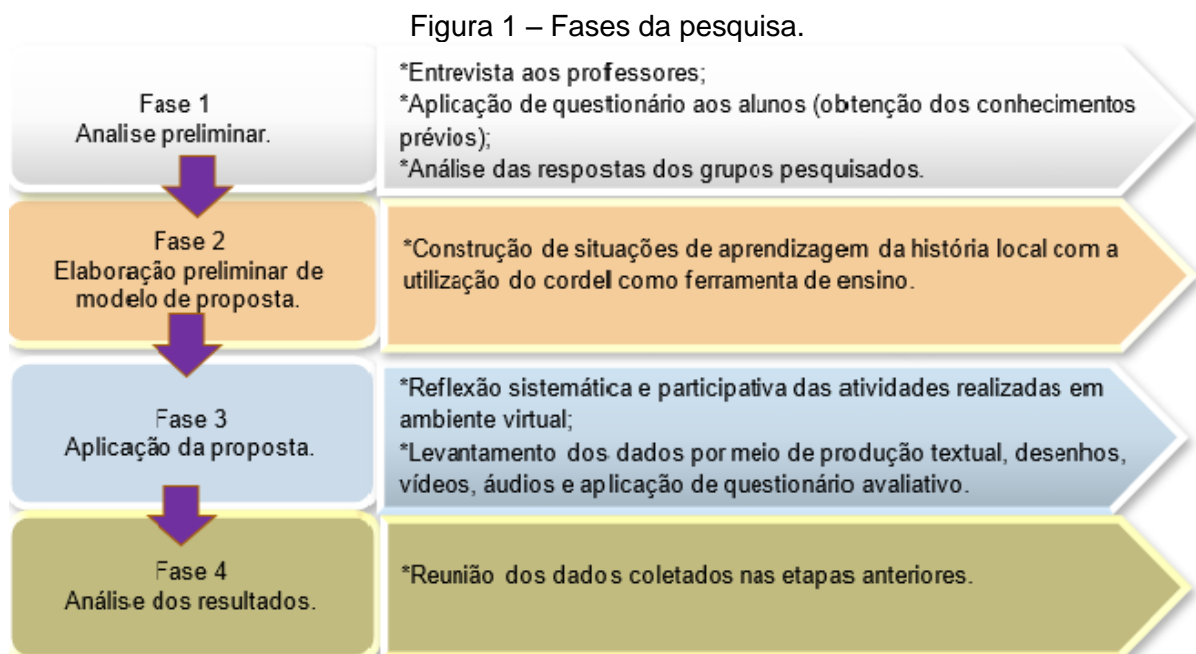 Figura 1 – Fases da pesquisa.
Fase 1
Analise preliminar.
*Entrevista aos professores;
*Aplicação de questionário aos alunos (obtenção dos conhecimentos
prévios);
*Análise das respostas dos grupos pesquisados.
Fase 2
Elaboração preliminar de
modelo de proposta.
*Construção de situações de aprendizagem da história local com a
utilização do cordel como ferramenta de ensino.
Fase 3
Aplicação da proposta.
*Reflexão sistemática e participativa das atividades realizadas em
ambiente virtual;
*Levantamento dos dados por meio de produção textual, desenhos,
vídeos, áudios e aplicação de questionário avaliativo.
Fase 4
Análise dos resultados.
*Reunião dos dados coletados nas etapas anteriores.